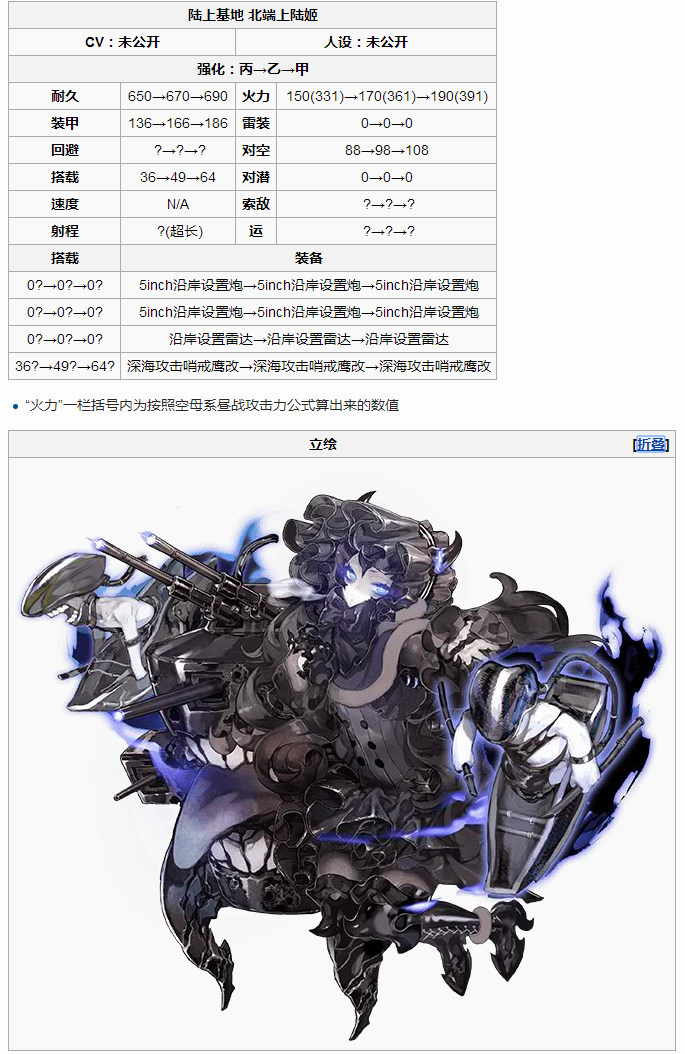 陆上基地 北端上陆姬
CV：未公开 人设：未公开
强化：丙→乙→甲
耐久 650→670→690 火力 150(331)→170(361)→190(391)
装甲 136→166→186 雷装 0→0→0
回避 ?→?→? 对空 88→98→108
搭载 36→49→64 对潜 0→0→0
速度 N/A 索敌 ?→?→?
射程 ?(超长) 运 ?→?→?
搭载 装备
0?→0?→0? 5inch沿岸设置炮→5inch沿岸设置炮→5inch沿岸设置炮
0?→0?→0? 5inch沿岸设置炮→5inch沿岸设置炮→5inch沿岸设置炮
0?→0?→0? 沿岸设置雷达→沿岸设置雷达→沿岸设置雷达
36?→49?→64? 深海攻击哨戒鹰改→深海攻击哨戒鹰改→深海攻击哨戒鹰改
“火力”一栏括号内为按照空母系昼战攻击力公式算出来的数值
立绘 [折叠]